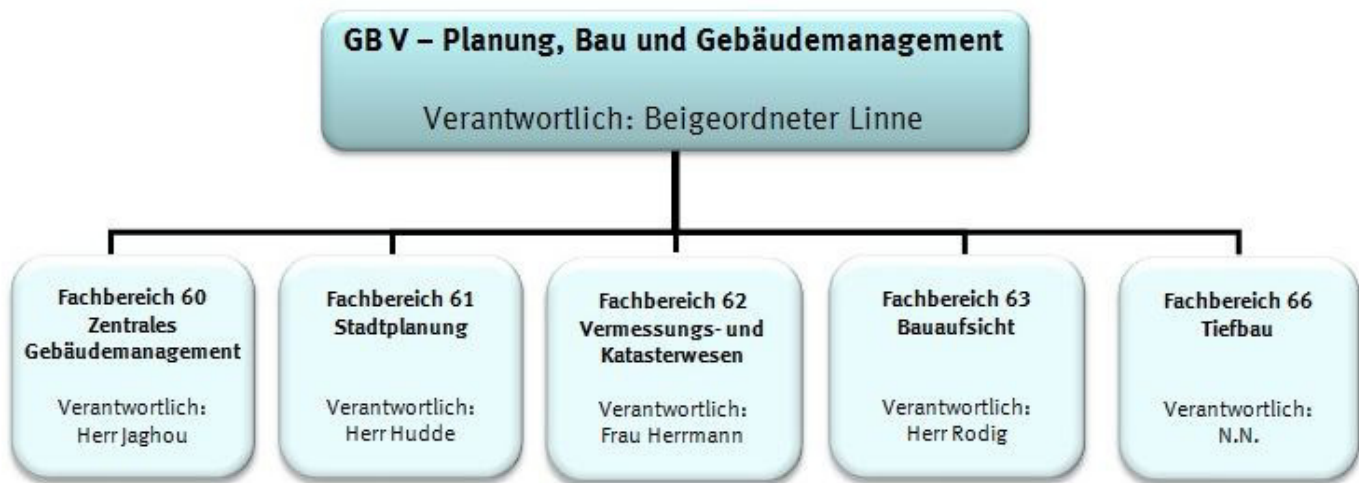 GB V – Planung, Bau und Gebäudemanagement
Verantwortlich: Beigeordneter Linne
Fachbereich 60
Zentrales
Gebäudemanagement
Verantwortlich:
Herr Jaghou
Fachbereich 61
Stadtplanung
Verantwortlich:
Herr Hudde
Fachbereich 62
Vermessungs- und
Katasterwesen
Verantwortlich:
Frau Herrmann
Fachbereich 63
Bauaufsicht
Verantwortlich:
Herr Rodig
Fachbereich 66
Tiefbau
Verantwortlich:
N.N.